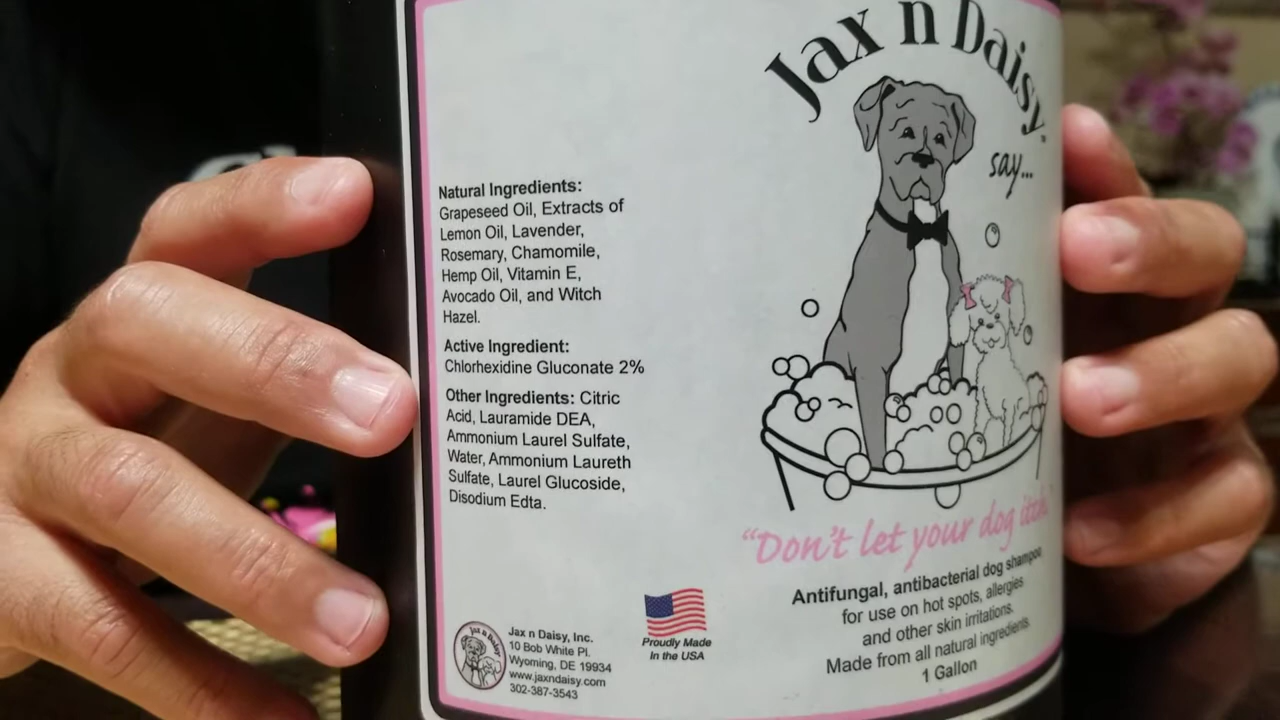 Jax n Daisy
say...
Natural Ingredients:
Grapeseed Oil, Extracts of
Lemon Oil, Lavender,
Rosemary, Chamomile,
Hemp Oil, Vitamin E,
Avocado Oil, and Witch
Hazel.
Active Ingredient:
Chlorhexidine Gluconate 2%
Other Ingredients: Citric
Acid, Lauramide DEA,
Ammonium Laurel Sulfate,
Water, Ammonium Laureth
Sulfate, Laurel Glucoside,
Disodium Edta.
"Don't let your dog itch."
Antifungal, antibacterial dog shampoo
for use on hot spots, allergies
and other skin irritations.
Made from all natural ingredients.
1 Gallon
Proudly Made
In the USA
Jax n Daisy
Jax n Daisy, Inc.
10 Bob White Pl.
Wyoming, DE 19934
www.jaxndaisy.com
302-387-3543